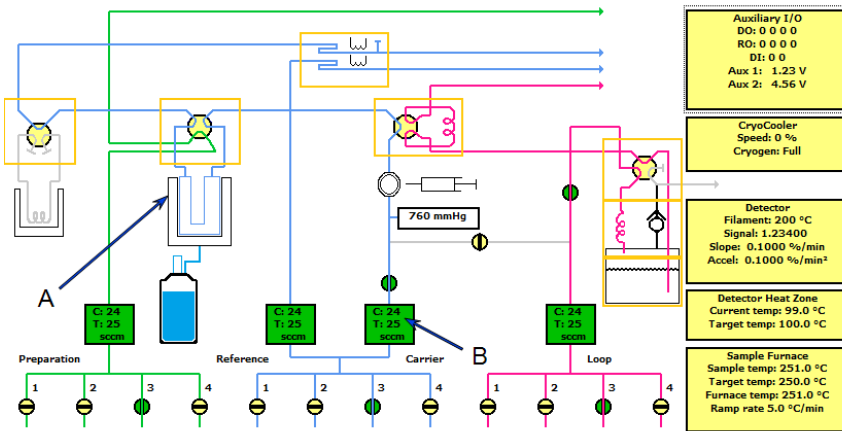 Auxiliary I/O
DO: 0 0 0 0
RO: 0 0 0 0
DI: 0 0
Aux 1: 1.23 V
Aux 2: 4.56 V
CryoCooler
Speed: 0 %
Cryogen: Full
760 mmHg
Detector
Filament: 200 °C
Signal: 1.23400
Slope: 0.1000 %/min
Accel: 0.1000 %/min²
A
C: 24
T: 25
sccm
C: 24
T: 25
sccm
C: 24
T: 25
sccm
C: 24
T: 25
sccm
B
Detector Heat Zone
Current temp: 99.0 °C
Target temp: 100.0 °C
Preparation
Reference
Carrier
Loop
1 2 3 4 1 2 3 4 1 2 3 4
Sample Furnace
Sample temp: 251.0 °C
Target temp: 250.0 °C
Furnace temp: 251.0 °C
Ramp rate 5.0 °C/min